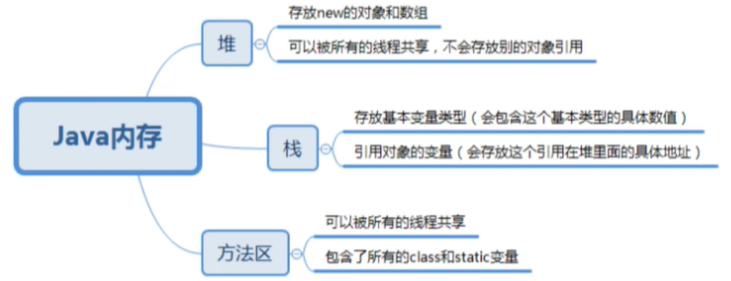 Java内存
堆
存放new的对象和数组
可以被所有的线程共享，不会存放别的对象引用
栈
存放基本变量类型（会包含这个基本类型的具体数值）
引用对象的变量（会存放这个引用在堆里面的具体地址）
方法区
可以被所有的线程共享
包含了所有的class和static变量